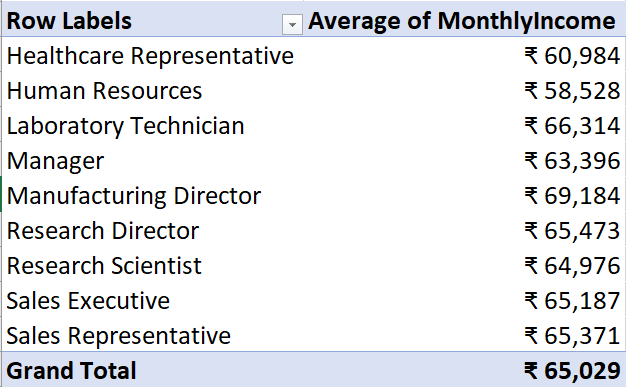 Row Labels Average of MonthlyIncome
Healthcare Representative ₹ 60,984
Human Resources ₹ 58,528
Laboratory Technician ₹ 66,314
Manager ₹ 63,396
Manufacturing Director ₹ 69,184
Research Director ₹ 65,473
Research Scientist ₹ 64,976
Sales Executive ₹ 65,187
Sales Representative ₹ 65,371
Grand Total ₹ 65,029